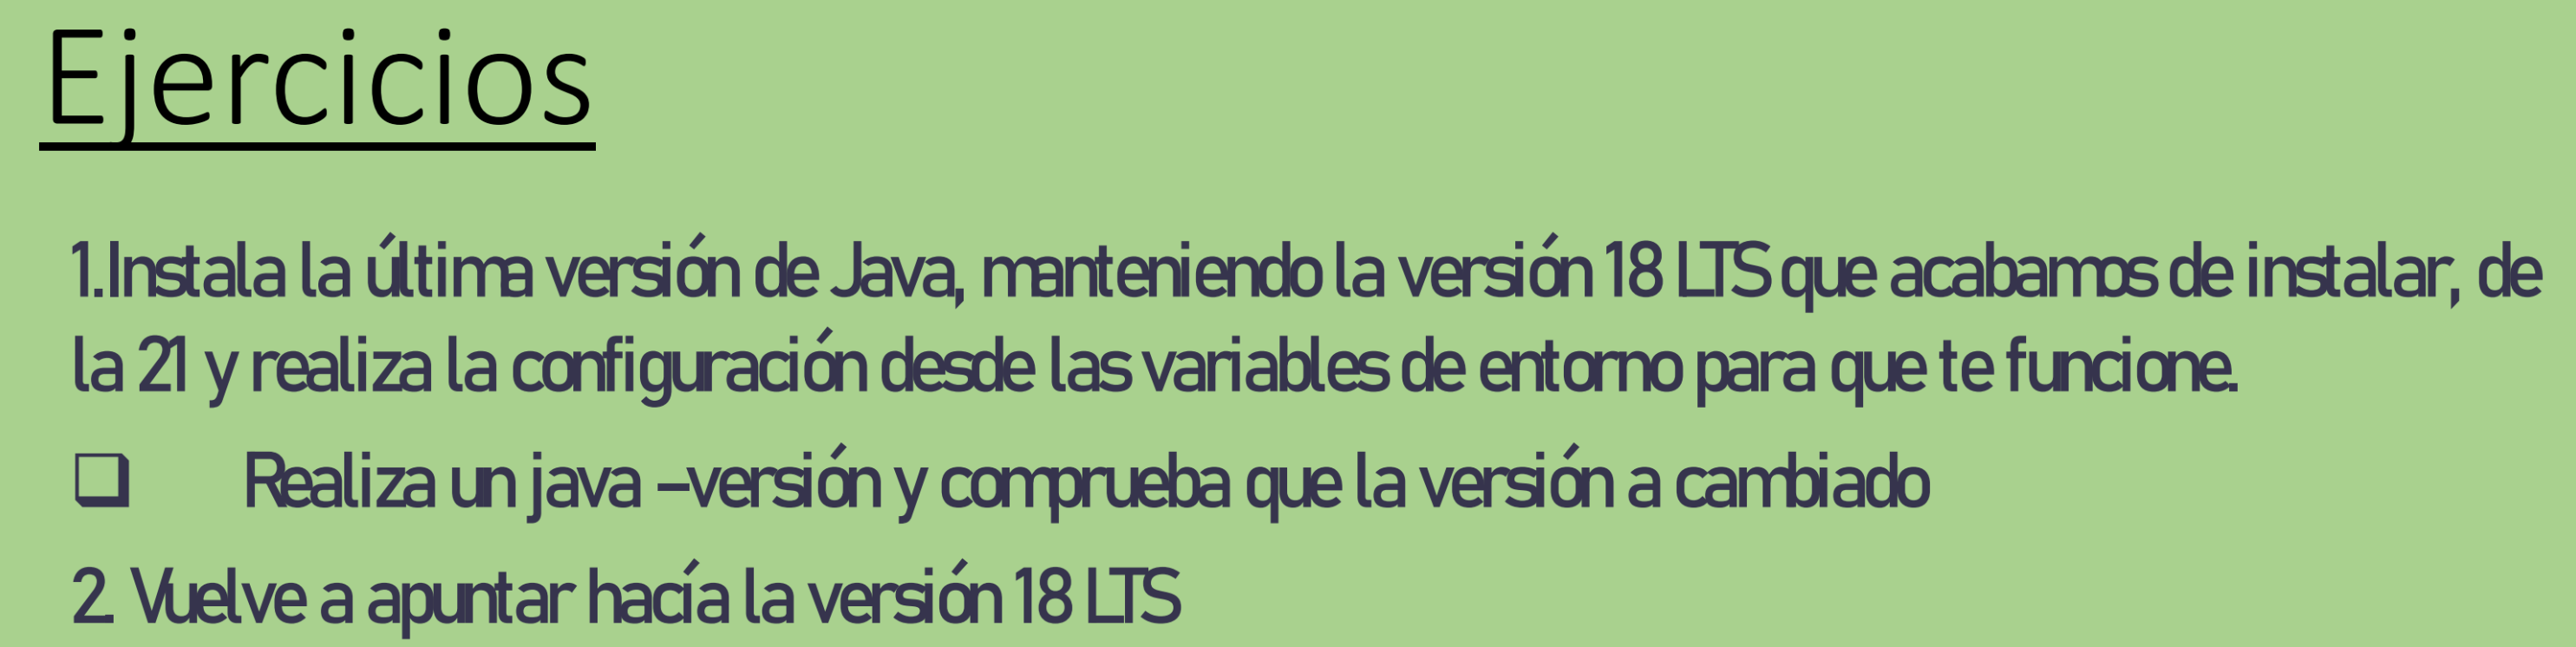 Ejercicios
1.Instala la última versión de Java, manteniendo la versión 18 LTS que acabamos de instalar, de
la 21 y realiza la configuración desde las variables de entorno para que te funcione.
Realiza un java –versión y comprueba que la versión a cambiado
2. Vuelve a apuntar hacía la versión 18 LTS